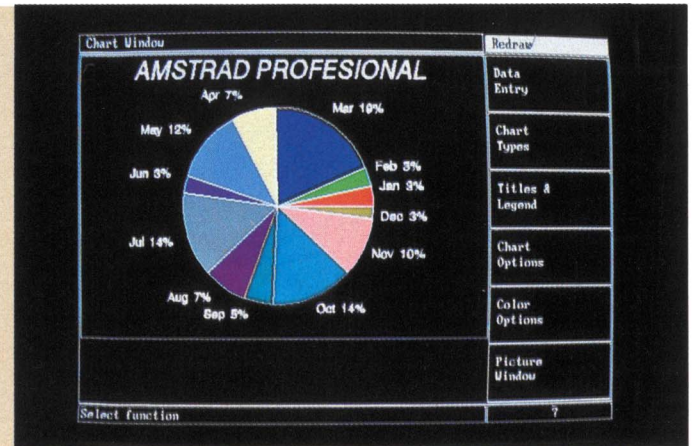 Chart Window
Redraw
AMSTRAD PROFESIONAL
Apr 7%
Mar 19%
May 12%
Feb 3%
Jun 3%
Jan 3%
Dec 3%
Jul 14%
Nov 10%
Aug 7%
Sep 5%
Oct 14%
Data
Entry
Chart
Types
Titles &
Legend
Chart
Options
Color
Options
Picture
Window
Select function
?